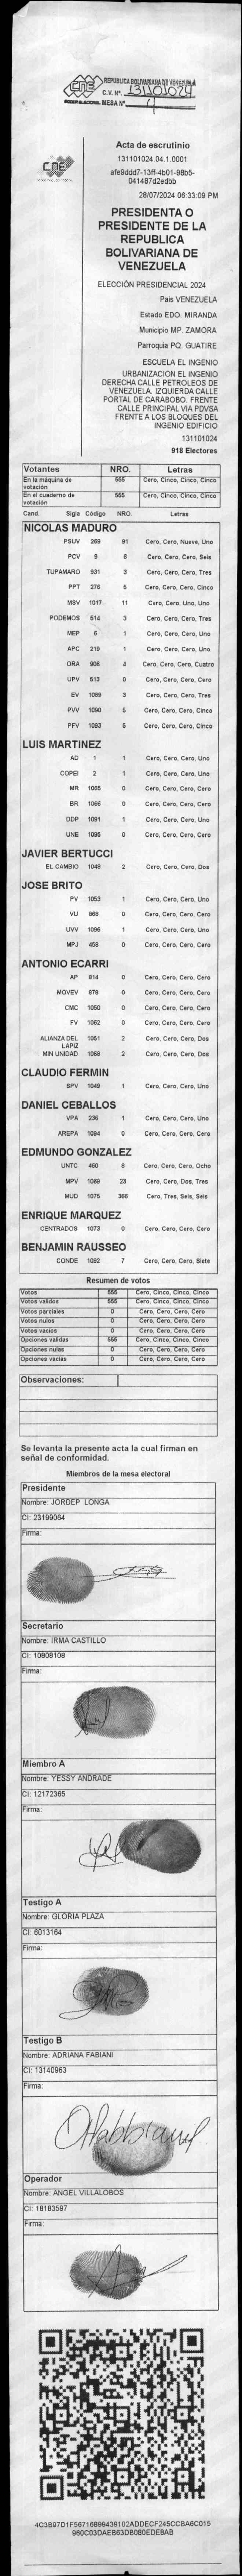 CNE
PODER ELECTORAL
REPUBLICA BOLIVARIANA DE VENEZUELA
C.V. Nº. 131101024
MESA Nº. 4
CNE
Acta de escrutinio
131101024.04.1.0001
afe9ddd7-13ff-4b01-98b5-
041487d2edbb
28/07/2024 06:33:09 PM
PRESIDENTA O
PRESIDENTE DE LA
REPUBLICA
BOLIVARIANA DE
VENEZUELA
ELECCIÓN PRESIDENCIAL 2024
Pais VENEZUELA
Estado EDO. MIRANDA
Municipio MP. ZAMORA
Parroquia PQ. GUATIRE
ESCUELA EL INGENIO
URBANIZACION EL INGENIO
DERECHA CALLE PETROLEOS DE
VENEZUELA. IZQUIERDA CALLE
PORTAL DE CARABOBO. FRENTE
CALLE PRINCIPAL VIA PDVSA
FRENTE A LOS BLOQUES DEL
INGENIO EDIFICIO
131101024
918 Electores
Votantes NRO. Letras
En la máquina de votación 555 Cero, Cinco, Cinco, Cinco
En el cuaderno de votación 555 Cero, Cinco, Cinco, Cinco
Cand. Sigla Código NRO. Letras
NICOLAS MADURO
PSUV 269 91 Cero, Cero, Nueve, Uno
PCV 9 6 Cero, Cero, Cero, Seis
TUPAMARO 931 3 Cero, Cero, Cero, Tres
PPT 276 5 Cero, Cero, Cero, Cinco
MSV 1017 11 Cero, Cero, Uno, Uno
PODEMOS 514 3 Cero, Cero, Cero, Tres
MEP 6 1 Cero, Cero, Cero, Uno
APC 219 1 Cero, Cero, Cero, Uno
ORA 906 4 Cero, Cero, Cero, Cuatro
UPV 513 0 Cero, Cero, Cero, Cero
EV 1089 3 Cero, Cero, Cero, Tres
PVV 1090 5 Cero, Cero, Cero, Cinco
PFV 1093 5 Cero, Cero, Cero, Cinco
LUIS MARTINEZ
AD 1 1 Cero, Cero, Cero, Uno
COPEI 2 1 Cero, Cero, Cero, Uno
MR 1065 0 Cero, Cero, Cero, Cero
BR 1066 0 Cero, Cero, Cero, Cero
DDP 1091 1 Cero, Cero, Cero, Uno
UNE 1095 0 Cero, Cero, Cero, Cero
JAVIER BERTUCCI
EL CAMBIO 1048 2 Cero, Cero, Cero, Dos
JOSE BRITO
PV 1053 1 Cero, Cero, Cero, Uno
VU 868 0 Cero, Cero, Cero, Cero
UVV 1096 1 Cero, Cero, Cero, Uno
MPJ 458 0 Cero, Cero, Cero, Cero
ANTONIO ECARRI
AP 814 0 Cero, Cero, Cero, Cero
MOVEV 879 0 Cero, Cero, Cero, Cero
CMC 1050 0 Cero, Cero, Cero, Cero
FV 1062 0 Cero, Cero, Cero, Cero
ALIANZA DEL LAPIZ 1051 2 Cero, Cero, Cero, Dos
MIN UNIDAD 1068 2 Cero, Cero, Cero, Dos
CLAUDIO FERMIN
SPV 1049 1 Cero, Cero, Cero, Uno
DANIEL CEBALLOS
VPA 236 1 Cero, Cero, Cero, Uno
AREPA 1094 0 Cero, Cero, Cero, Cero
EDMUNDO GONZALEZ
UNTC 460 8 Cero, Cero, Cero, Ocho
MPV 1069 23 Cero, Cero, Dos, Tres
MUD 1075 366 Cero, Tres, Seis, Seis
ENRIQUE MARQUEZ
CENTRADOS 1073 0 Cero, Cero, Cero, Cero
BENJAMIN RAUSSEO
CONDE 1092 7 Cero, Cero, Cero, Siete
Resumen de votos
Votos 555 Cero, Cinco, Cinco, Cinco
Votos validos 555 Cero, Cinco, Cinco, Cinco
Votos parciales 0 Cero, Cero, Cero, Cero
Votos nulos 0 Cero, Cero, Cero, Cero
Votos vacios 0 Cero, Cero, Cero, Cero
Opciones validas 555 Cero, Cinco, Cinco, Cinco
Opciones nulas 0 Cero, Cero, Cero, Cero
Opciones vacias 0 Cero, Cero, Cero, Cero
Observaciones:
Se levanta la presente acta la cual firman en
señal de conformidad.
Miembros de la mesa electoral
Presidente
Nombre: JORDEP LONGA
CI: 23199064
Firma:
Secretario
Nombre: IRMA CASTILLO
CI: 10808108
Firma:
Miembro A
Nombre: YESSY ANDRADE
CI: 12172365
Firma:
Testigo A
Nombre: GLORIA PLAZA
CI: 6013164
Firma:
Testigo B
Nombre: ADRIANA FABIANI
CI: 13140963
Firma:
Operador
Nombre: ANGEL VILLALOBOS
CI: 18183597
Firma:
4C3B97D1F56716899439102ADDECF245CCBA6C015
980C03DAEB63DB080EDE8AB